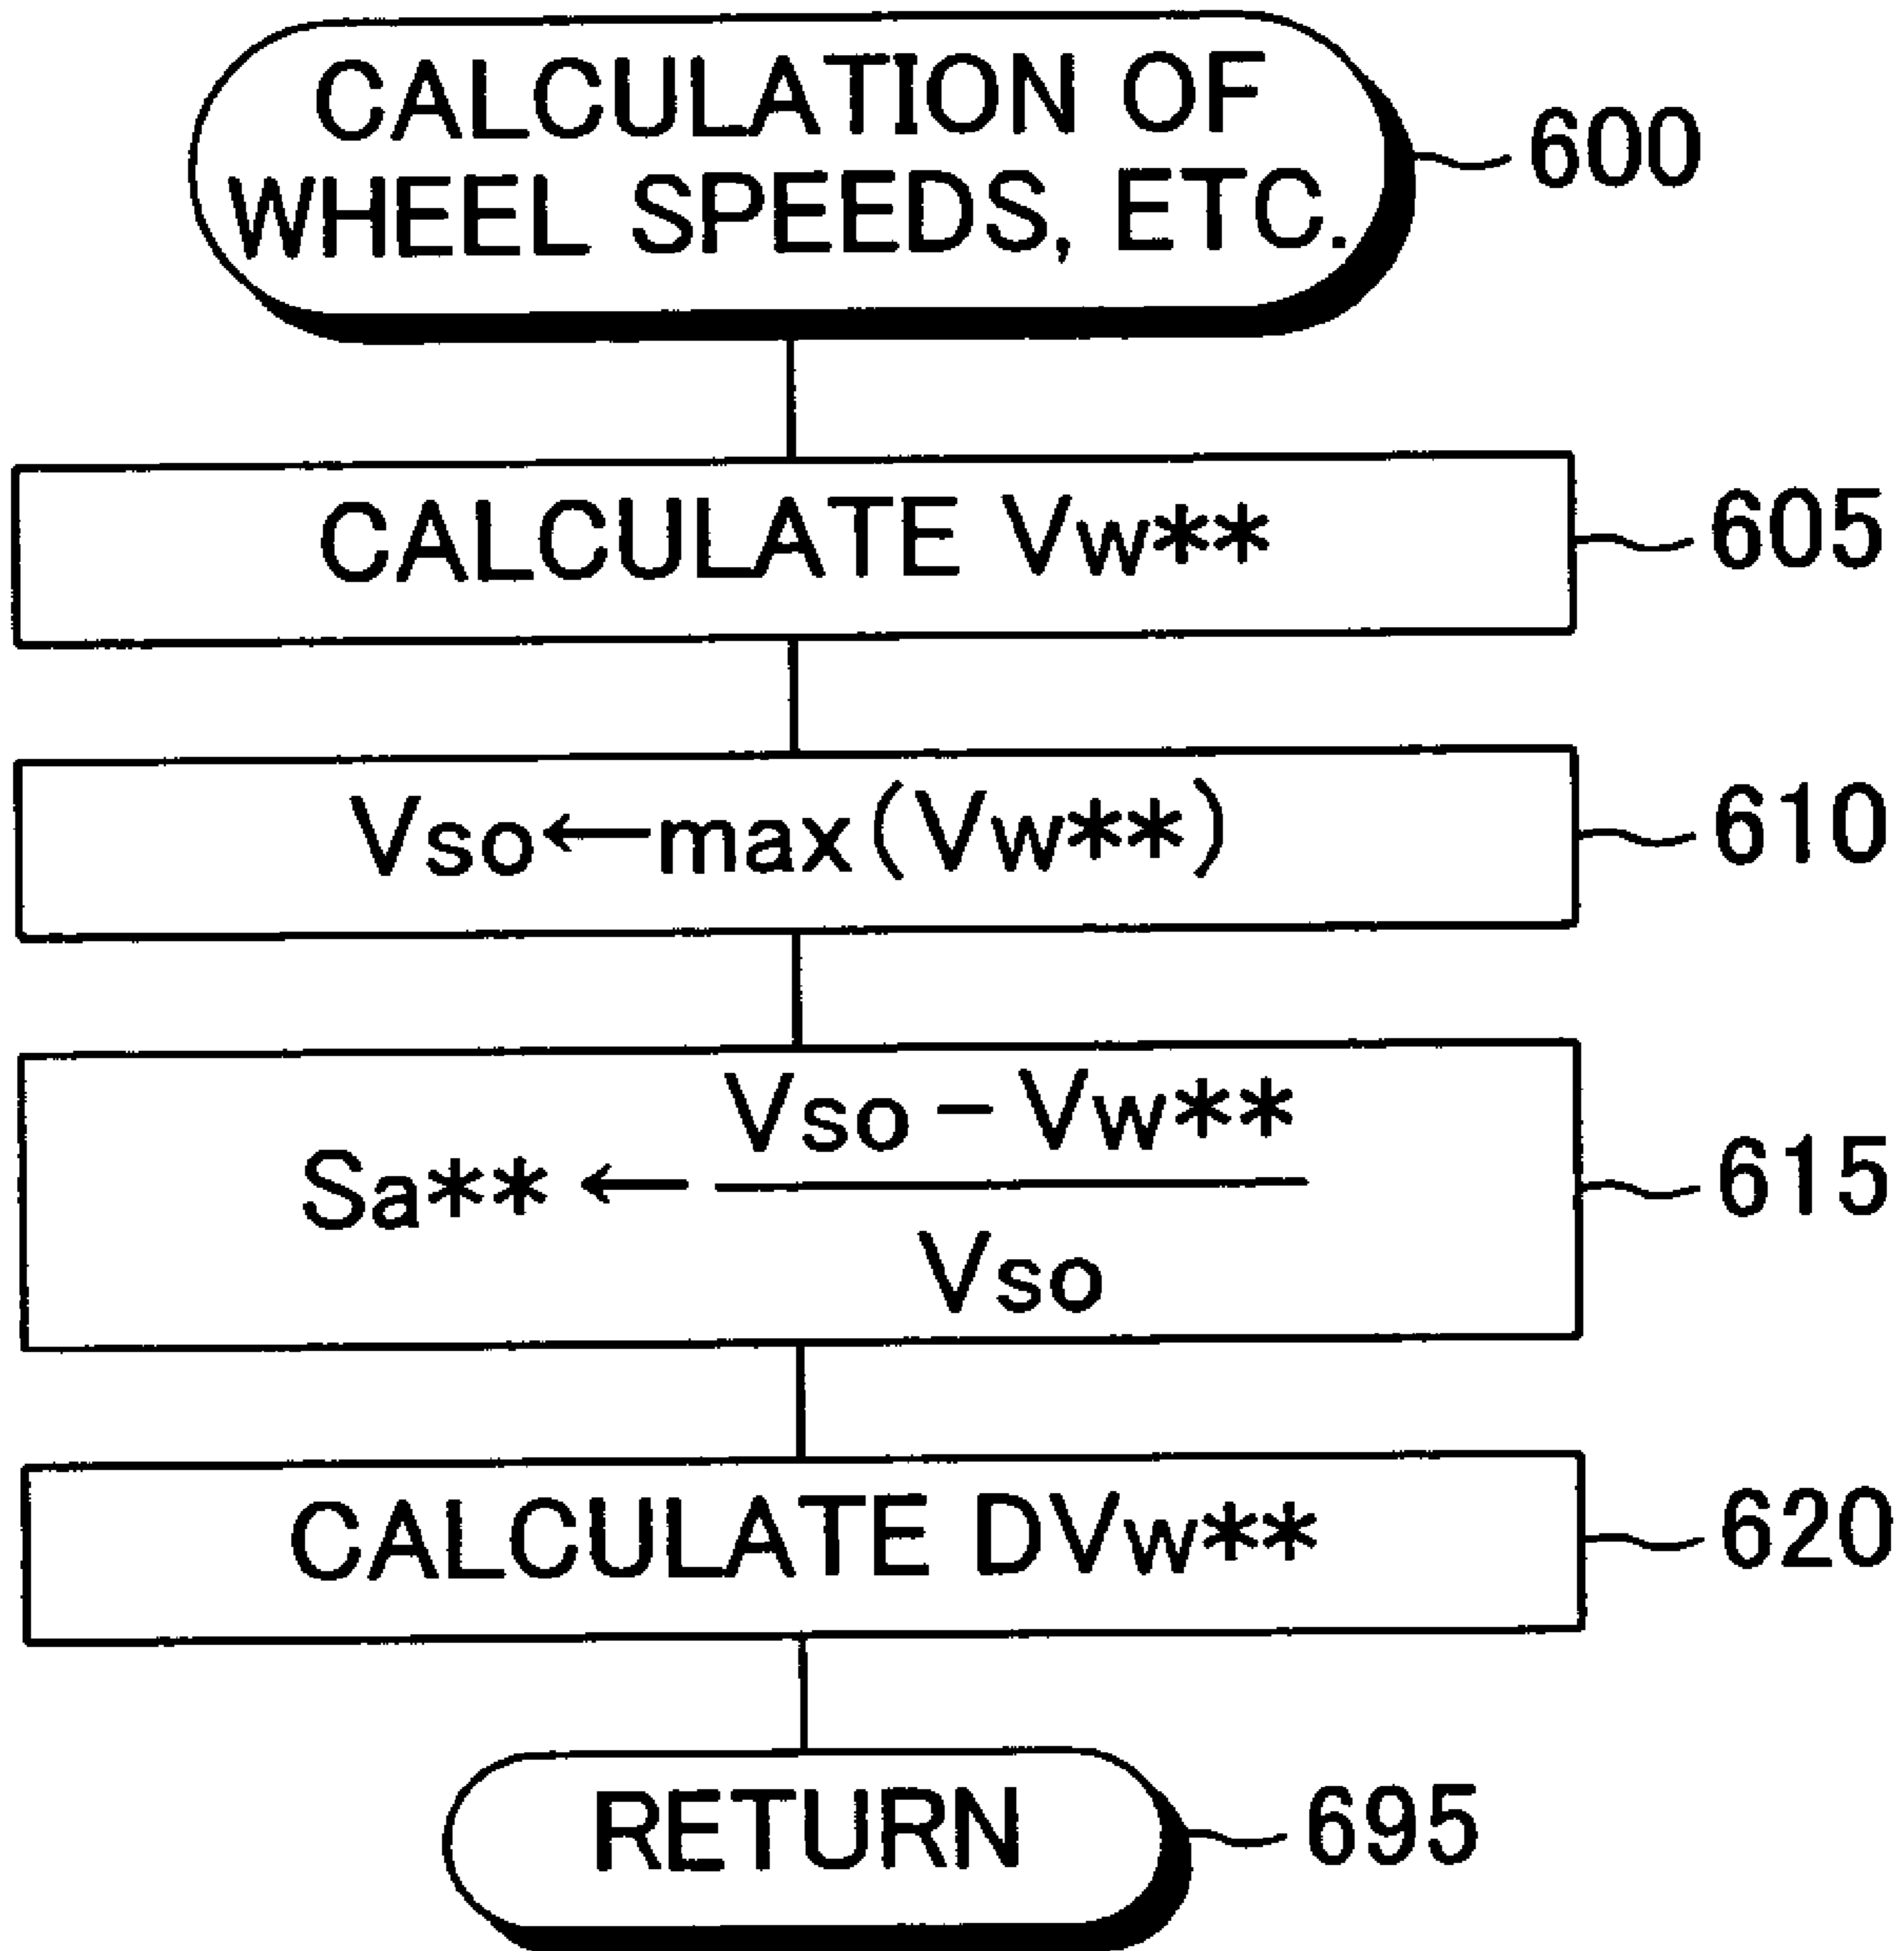 CALCULATION OF
WHEEL SPEEDS, ETC.
600
CALCULATE Vw**
605
Vso←max(Vw**)
610
Vso－Vw**
Sa** ←
Vso
615
CALCULATE DVw**
620
RETURN
695